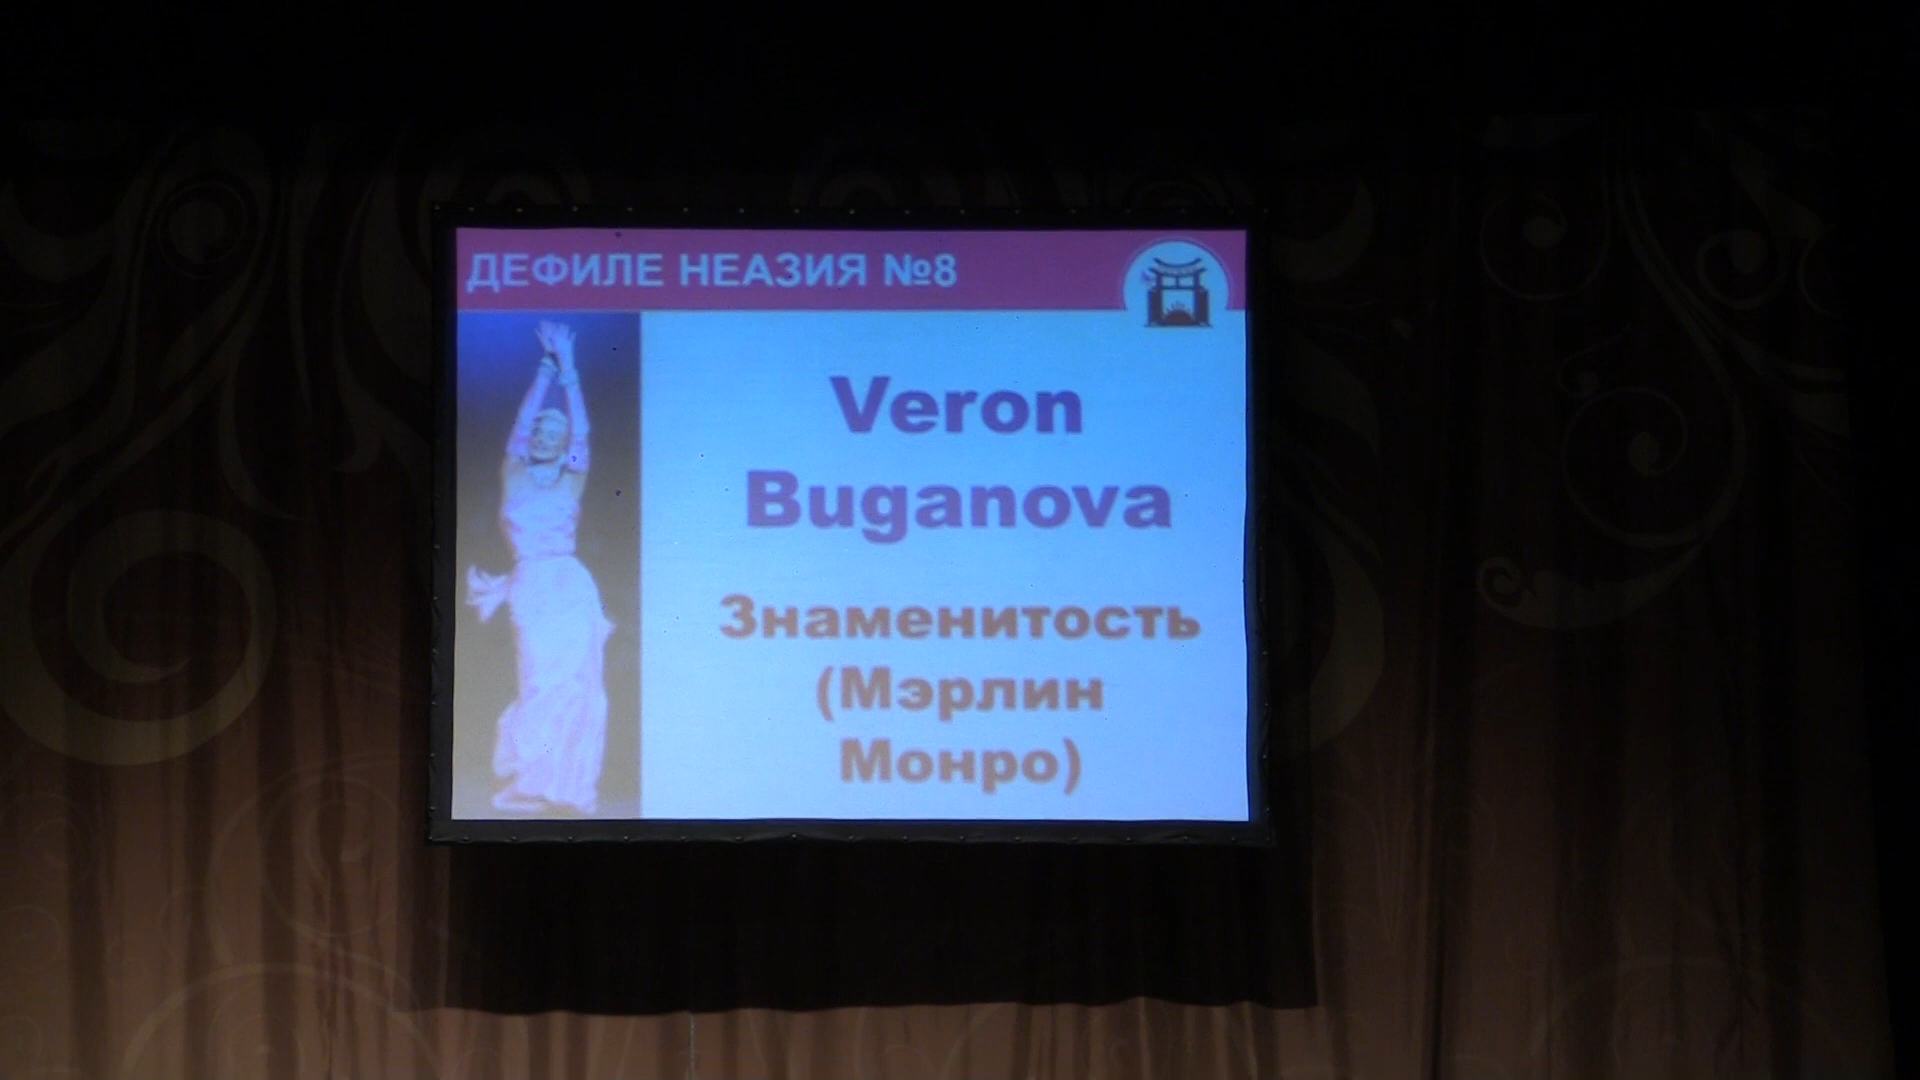 ДЕФИЛЕ НЕАЗИЯ №8
Veron
Buganova
Знаменитость
(Мэрлин
Монро)